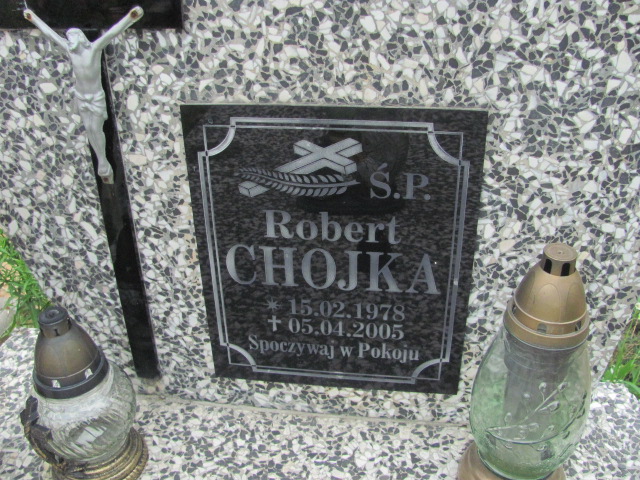 Ś.P.
Robert
CHOJKA
* 15.02.1978
✝ 05.04.2005
Spoczywaj w Pokoju